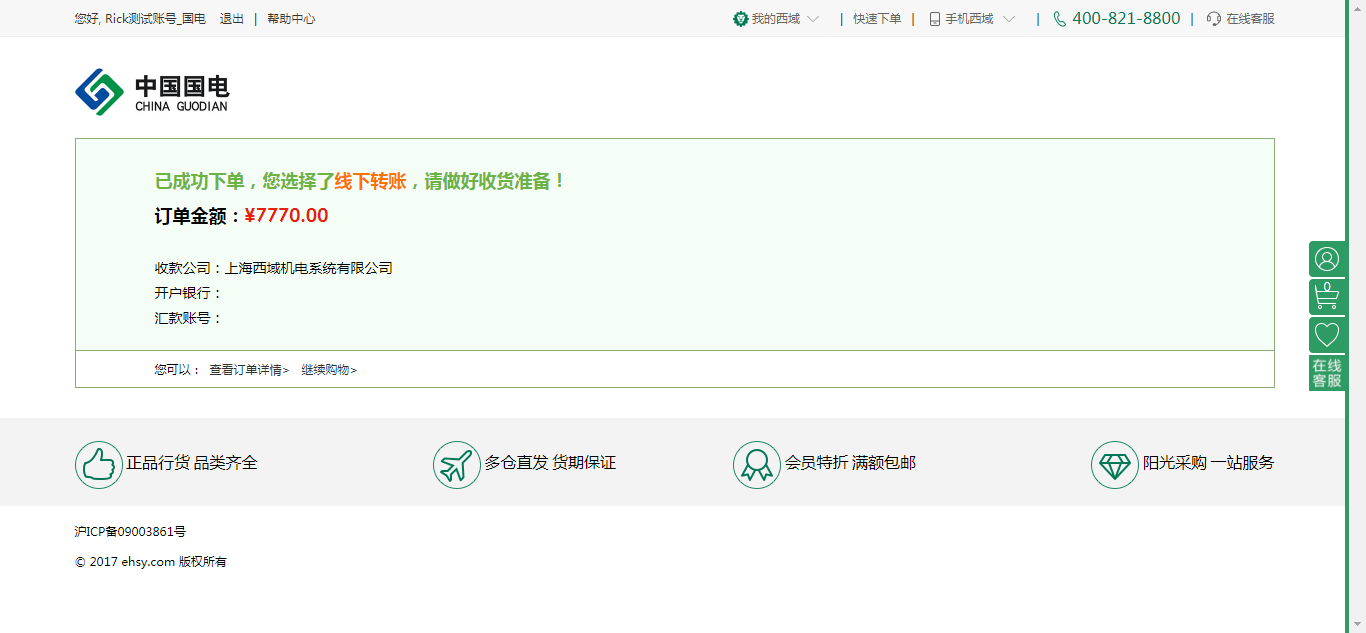 您好, Rick测试账号_国电 退出 | 帮助中心
我的西域 | 快速下单 | 手机西域 | 400-821-8800 | 在线客服
中国国电
CHINA GUODIAN
已成功下单，您选择了线下转账，请做好收货准备！
订单金额：¥7770.00
收款公司：上海西域机电系统有限公司
开户银行：
汇款账号：
您可以： 查看订单详情> 继续购物>
0
在线
客服
正品行货 品类齐全
多仓直发 货期保证
会员特折 满额包邮
阳光采购 一站服务
沪ICP备09003861号
© 2017 ehsy.com 版权所有